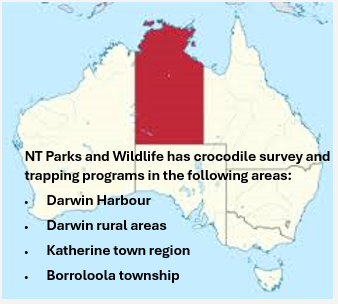 NT Parks and Wildlife has crocodile survey and
trapping programs in the following areas:
• Darwin Harbour
• Darwin rural areas
• Katherine town region
• Borroloola township